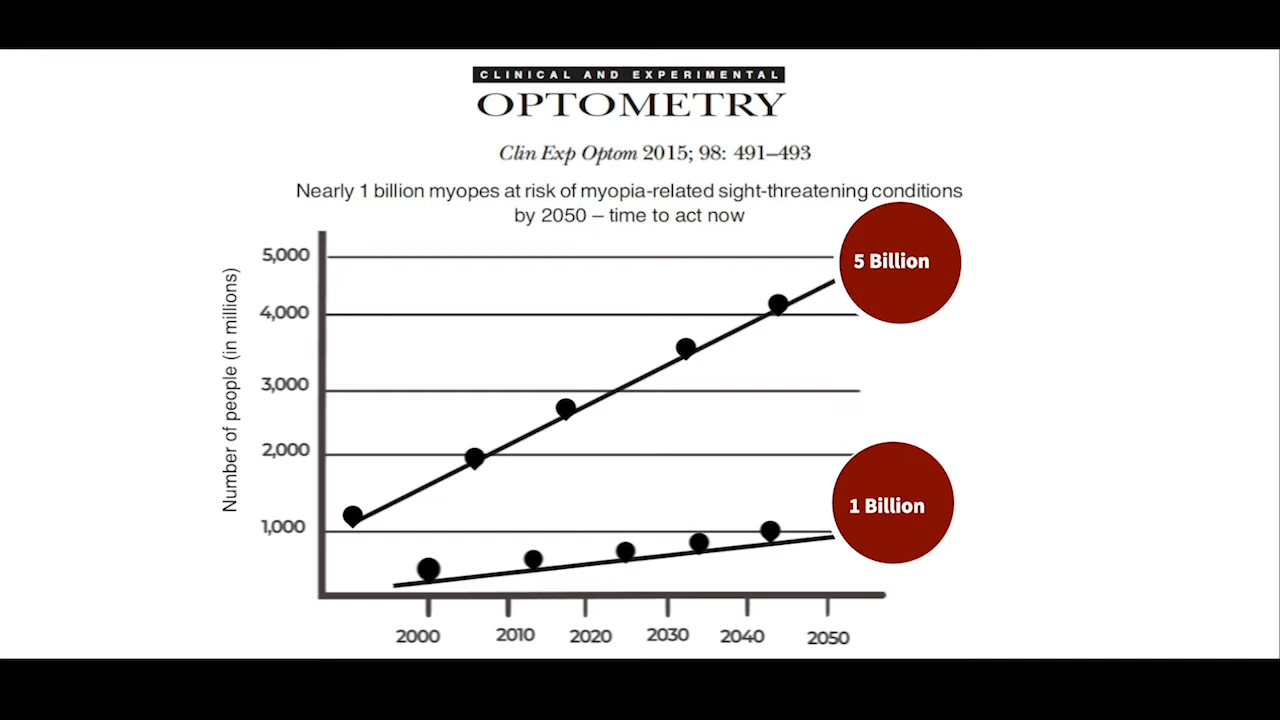 CLINICAL AND EXPERIMENTAL
OPTOMETRY
Clin Exp Optom 2015; 98: 491–493
Nearly 1 billion myopes at risk of myopia-related sight-threatening conditions
by 2050 – time to act now
Number of people (in millions)
5,000
4,000
3,000
2,000
1,000
5 Billion
1 Billion
2000 2010 2020 2030 2040 2050